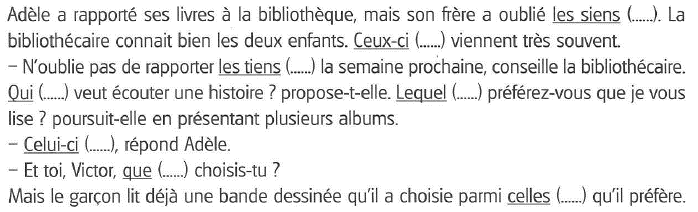 Adèle a rapporté ses livres à la bibliothèque, mais son frère a oublié les siens (......). La
bibliothécaire connait bien les deux enfants. Ceux-ci (......) viennent très souvent.
– N'oublie pas de rapporter les tiens (......) la semaine prochaine, conseille la bibliothécaire.
Qui (......) veut écouter une histoire ? propose-t-elle. Lequel (......) préférez-vous que je vous
lise ? poursuit-elle en présentant plusieurs albums.
– Celui-ci (......), répond Adèle.
– Et toi, Victor, que (......) choisis-tu ?
Mais le garçon lit déjà une bande dessinée qu'il a choisie parmi celles (......) qu'il préfère.